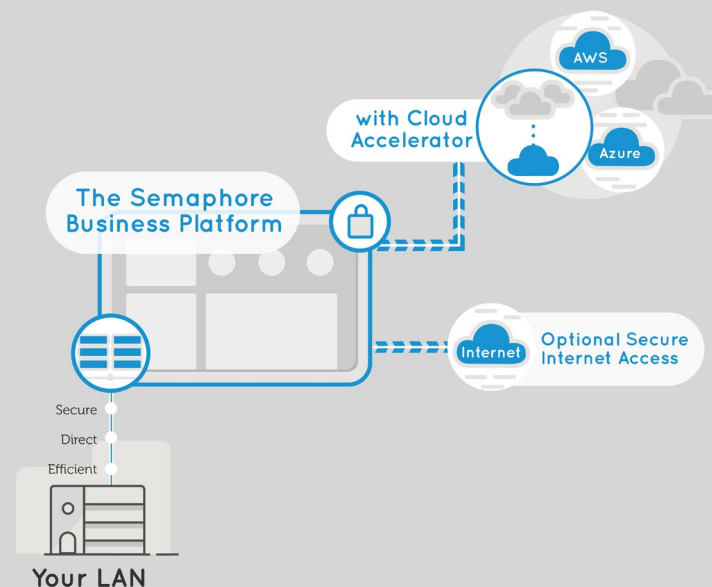 AWS
with Cloud
Accelerator
Azure
The Semaphore
Business Platform
Internet
Optional Secure
Internet Access
Secure
Direct
Efficient
Your LAN